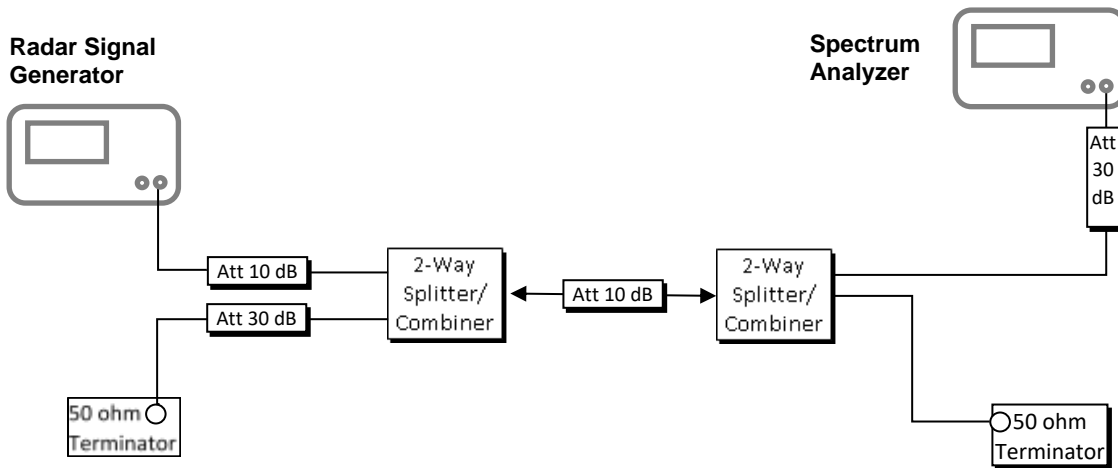 Radar Signal
Generator
Spectrum
Analyzer
Att
30
dB
Att 10 dB
2-Way
Splitter/
Combiner
Att 10 dB
2-Way
Splitter/
Combiner
Att 30 dB
50 ohm
Terminator
50 ohm
Terminator